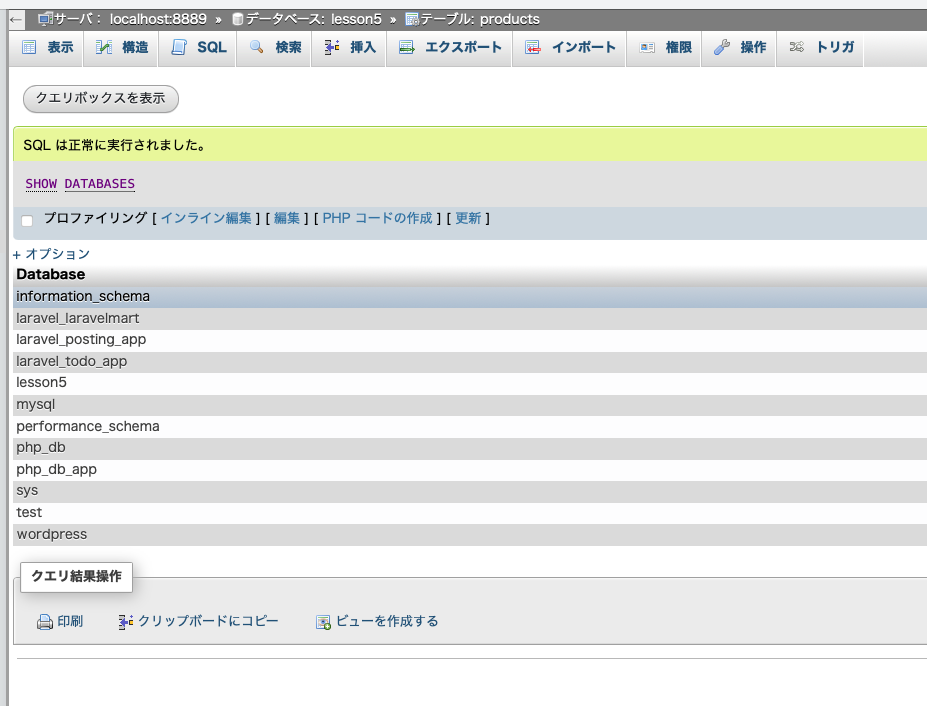 サーバ: localhost:8889 » データベース: lesson5 » テーブル: products
表示 構造 SQL 検索 挿入 エクスポート インポート 権限 操作 トリガ
クエリボックスを表示
SQL は正常に実行されました。
SHOW DATABASES
プロファイリング [ インライン編集 ] [ 編集 ] [ PHP コードの作成 ] [ 更新 ]
+ オプション
Database
information_schema
laravel_laravelmart
laravel_posting_app
laravel_todo_app
lesson5
mysql
performance_schema
php_db
php_db_app
sys
test
wordpress
クエリ結果操作
印刷 クリップボードにコピー ビューを作成する